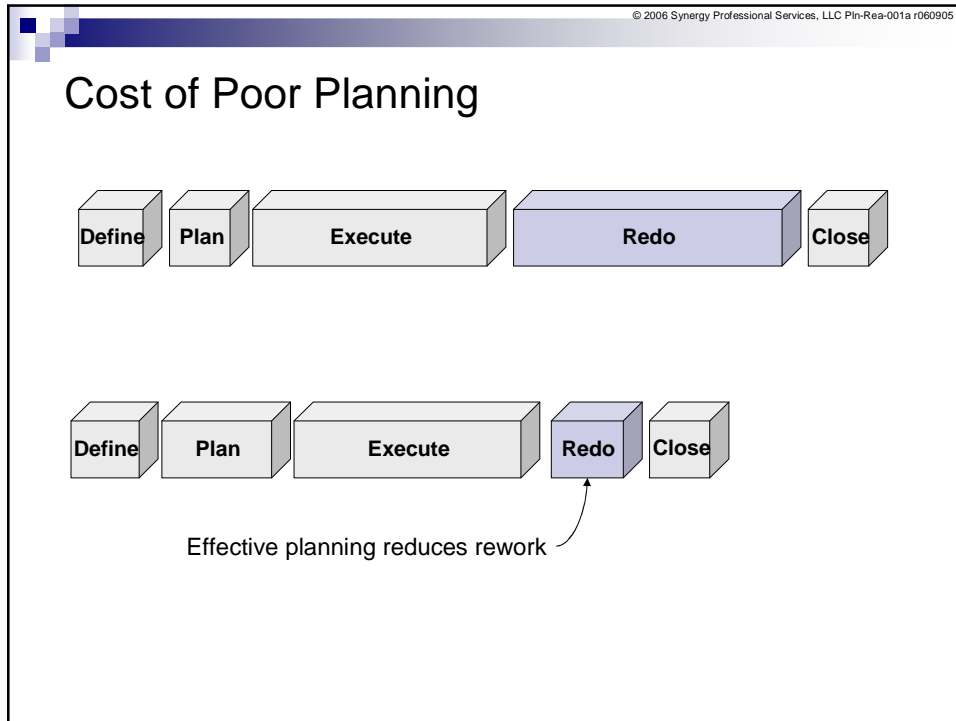 © 2006 Synergy Professional Services, LLC Pln-Rea-001a r060905
Cost of Poor Planning
Define Plan Execute Redo Close
Define Plan Execute Redo Close
Effective planning reduces rework